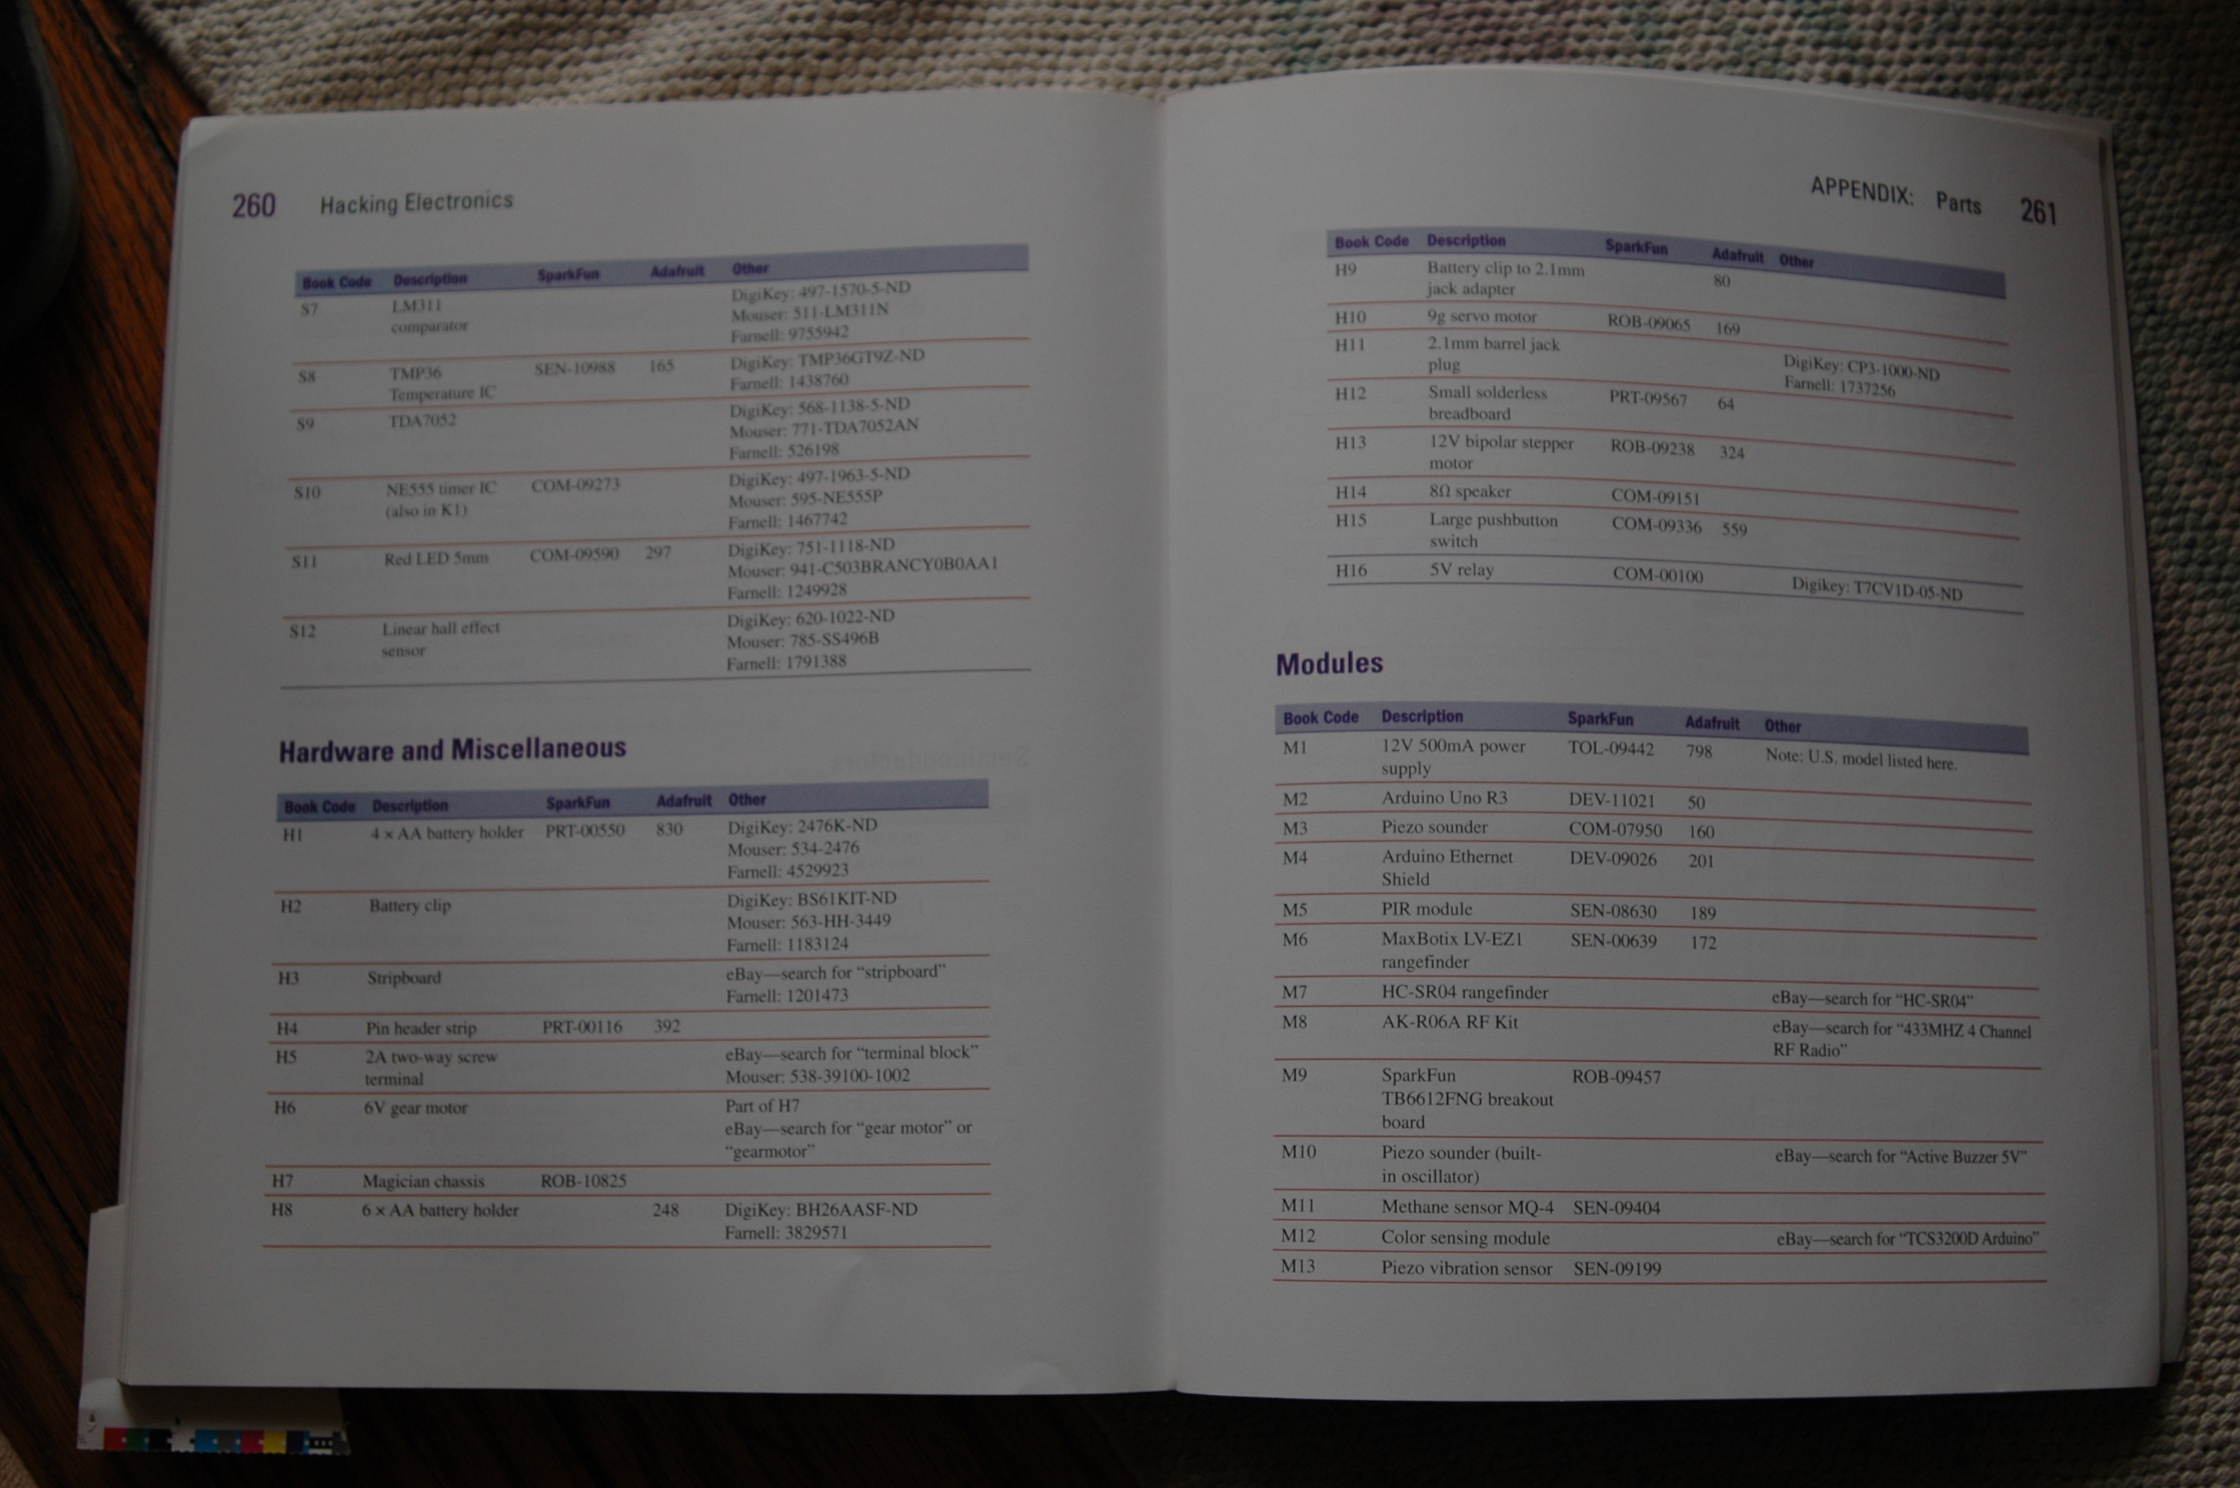 260 Hacking Electronics
Book Code Description SparkFun Adafruit Other
S7 LM311 DigiKey: 497-1570-5-ND
comparator Mouser: 511-LM311N
Farnell: 9755942
S8 TMP36 SEN-10988 165 DigiKey: TMP36GT9Z-ND
Temperature IC Farnell: 1438760
S9 TDA7052 DigiKey: 568-1138-5-ND
Mouser: 771-TDA7052AN
Farnell: 526198
S10 NE555 timer IC COM-09273 DigiKey: 497-1963-5-ND
(also in K1) Mouser: 595-NE555P
Farnell: 1467742
S11 Red LED 5mm COM-09590 297 DigiKey: 751-1118-ND
Mouser: 941-C503BRANCY0B0AA1
Farnell: 1249928
S12 Linear hall effect DigiKey: 620-1022-ND
sensor Mouser: 785-SS496B
Farnell: 1791388
Hardware and Miscellaneous
Book Code Description SparkFun Adafruit Other
H1 4 × AA battery holder PRT-00550 830 DigiKey: 2476K-ND
Mouser: 534-2476
Farnell: 4529923
H2 Battery clip DigiKey: BS61KIT-ND
Mouser: 563-HH-3449
Farnell: 1183124
H3 Stripboard eBay—search for “stripboard”
Farnell: 1201473
H4 Pin header strip PRT-00116 392
H5 2A two-way screw eBay—search for “terminal block”
terminal Mouser: 538-39100-1002
H6 6V gear motor Part of H7
eBay—search for “gear motor” or
“gearmotor”
H7 Magician chassis ROB-10825
H8 6 × AA battery holder 248 DigiKey: BH26AASF-ND
Farnell: 3829571
APPENDIX: Parts 261
Book Code Description SparkFun Adafruit Other
H9 Battery clip to 2.1mm 80
jack adapter
H10 9g servo motor ROB-09065 169
H11 2.1mm barrel jack DigiKey: CP3-1000-ND
plug Farnell: 1737256
H12 Small solderless PRT-09567 64
breadboard
H13 12V bipolar stepper ROB-09238 324
motor
H14 8Ω speaker COM-09151
H15 Large pushbutton COM-09336 559
switch
H16 5V relay COM-00100 Digikey: T7CV1D-05-ND
Modules
Book Code Description SparkFun Adafruit Other
M1 12V 500mA power TOL-09442 798 Note: U.S. model listed here.
supply
M2 Arduino Uno R3 DEV-11021 50
M3 Piezo sounder COM-07950 160
M4 Arduino Ethernet DEV-09026 201
Shield
M5 PIR module SEN-08630 189
M6 MaxBotix LV-EZ1 SEN-00639 172
rangefinder
M7 HC-SR04 rangefinder eBay—search for “HC-SR04”
M8 AK-R06A RF Kit eBay—search for “433MHZ 4 Channel
RF Radio”
M9 SparkFun ROB-09457
TB6612FNG breakout
board
M10 Piezo sounder (built- eBay—search for “Active Buzzer 5V”
in oscillator)
M11 Methane sensor MQ-4 SEN-09404
M12 Color sensing module eBay—search for “TCS3200D Arduino”
M13 Piezo vibration sensor SEN-09199